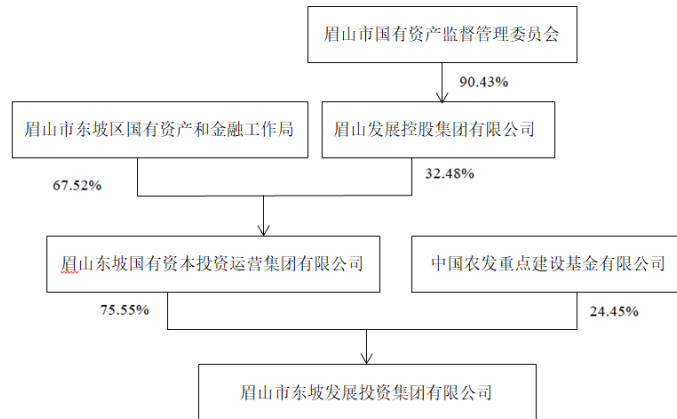 眉山市国有资产监督管理委员会
90.43%
眉山市东坡区国有资产和金融工作局
眉山发展控股集团有限公司
67.52%
32.48%
眉山东坡国有资本投资运营集团有限公司
中国农发重点建设基金有限公司
75.55%
24.45%
眉山市东坡发展投资集团有限公司